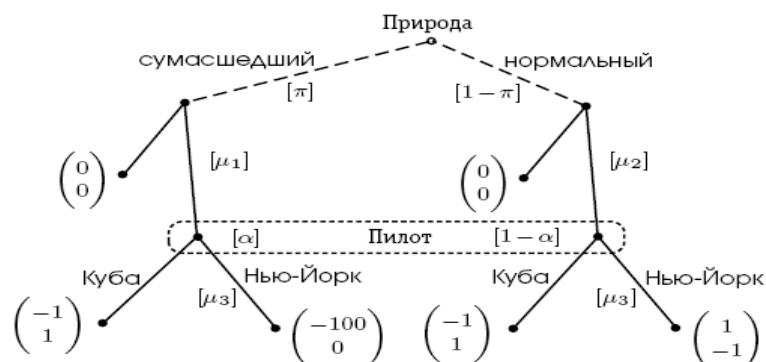 Природа
сумасшедший нормальный
[π] [1 − π]
[μ₁] [μ₂]
(0 0) (0 0)
[α] Пилот [1 − α]
Куба Нью-Йорк Куба Нью-Йорк
[μ₃] [μ₃]
(−1 1) (−100 0) (−1 1) (1 −1)